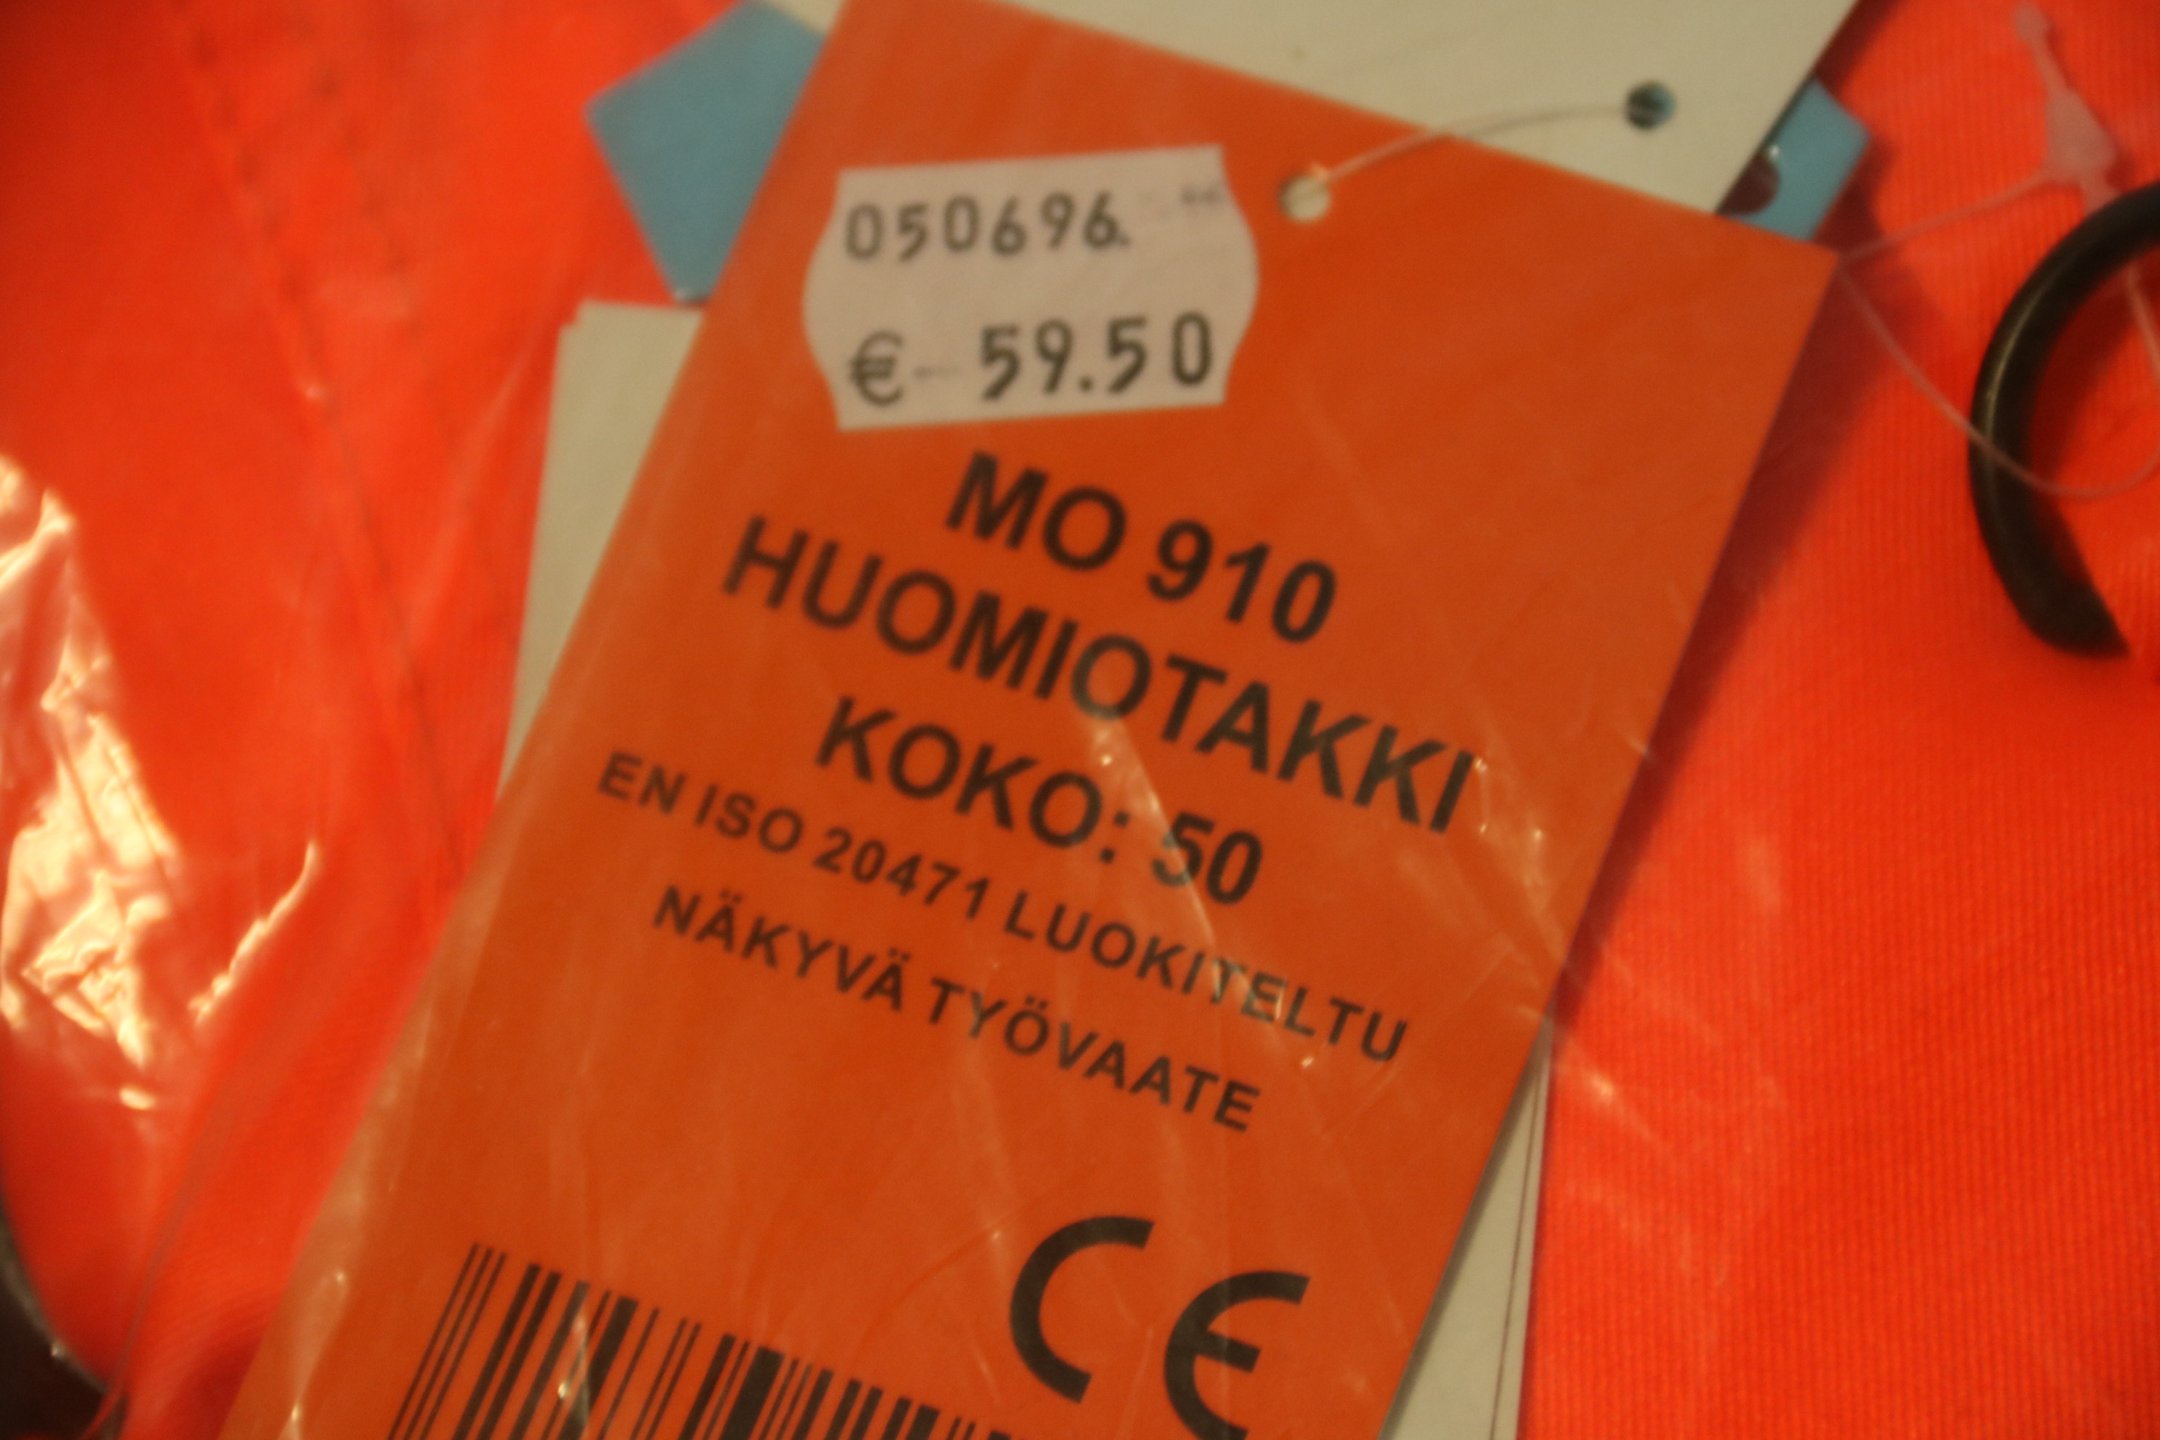 050696.
€ 59.50
MO 910
HUOMIOTAKKI
KOKO: 50
EN ISO 20471 LUOKITELTU
NÄKYVÄ TYÖVAATE
CE